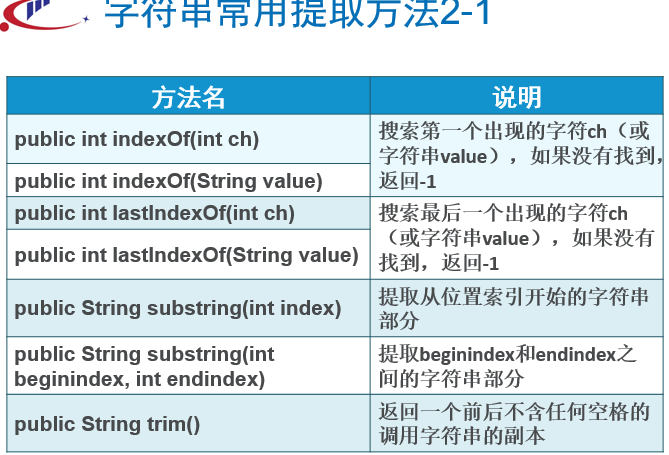 字符串常用提取方法2-1
方法名
说明
public int indexOf(int ch)
public int indexOf(String value)
搜索第一个出现的字符ch（或
字符串value），如果没有找到，
返回-1
public int lastIndexOf(int ch)
public int lastIndexOf(String value)
搜索最后一个出现的字符ch
（或字符串value），如果没有
找到，返回-1
public String substring(int index)
提取从位置索引开始的字符串
部分
public String substring(int
beginindex, int endindex)
提取beginindex和endindex之
间的字符串部分
public String trim()
返回一个前后不含任何空格的
调用字符串的副本